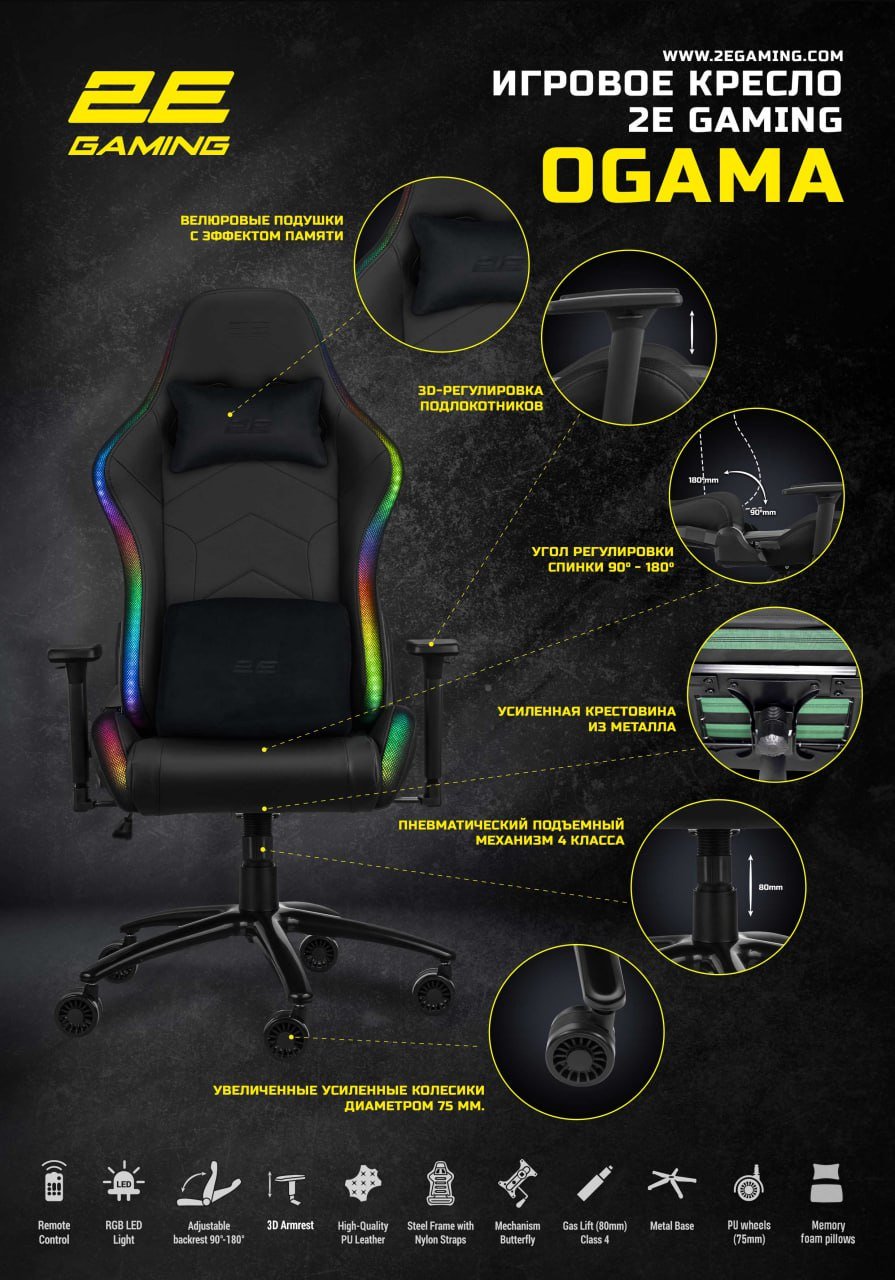 2E
GAMING
WWW.2EGAMING.COM
ИГРОВОЕ КРЕСЛО
2E GAMING
OGAMA
ВЕЛЮРОВЫЕ ПОДУШКИ
С ЭФФЕКТОМ ПАМЯТИ
2E
3D-РЕГУЛИРОВКА
ПОДЛОКОТНИКОВ
2E
180°mm
90°mm
УГОЛ РЕГУЛИРОВКИ
СПИНКИ 90° - 180°
2E
УСИЛЕННАЯ КРЕСТОВИНА
ИЗ МЕТАЛЛА
ПНЕВМАТИЧЕСКИЙ ПОДЪЕМНЫЙ
МЕХАНИЗМ 4 КЛАССА
80mm
УВЕЛИЧЕННЫЕ УСИЛЕННЫЕ КОЛЕСИКИ
ДИАМЕТРОМ 75 ММ.
LED
Remote
Control
RGB LED
Light
Adjustable
backrest 90°-180°
3D Armrest
High-Quality
PU Leather
Steel Frame with
Nylon Straps
Mechanism
Butterfly
Gas Lift (80mm)
Class 4
Metal Base
PU wheels
(75mm)
Memory
foam pillows